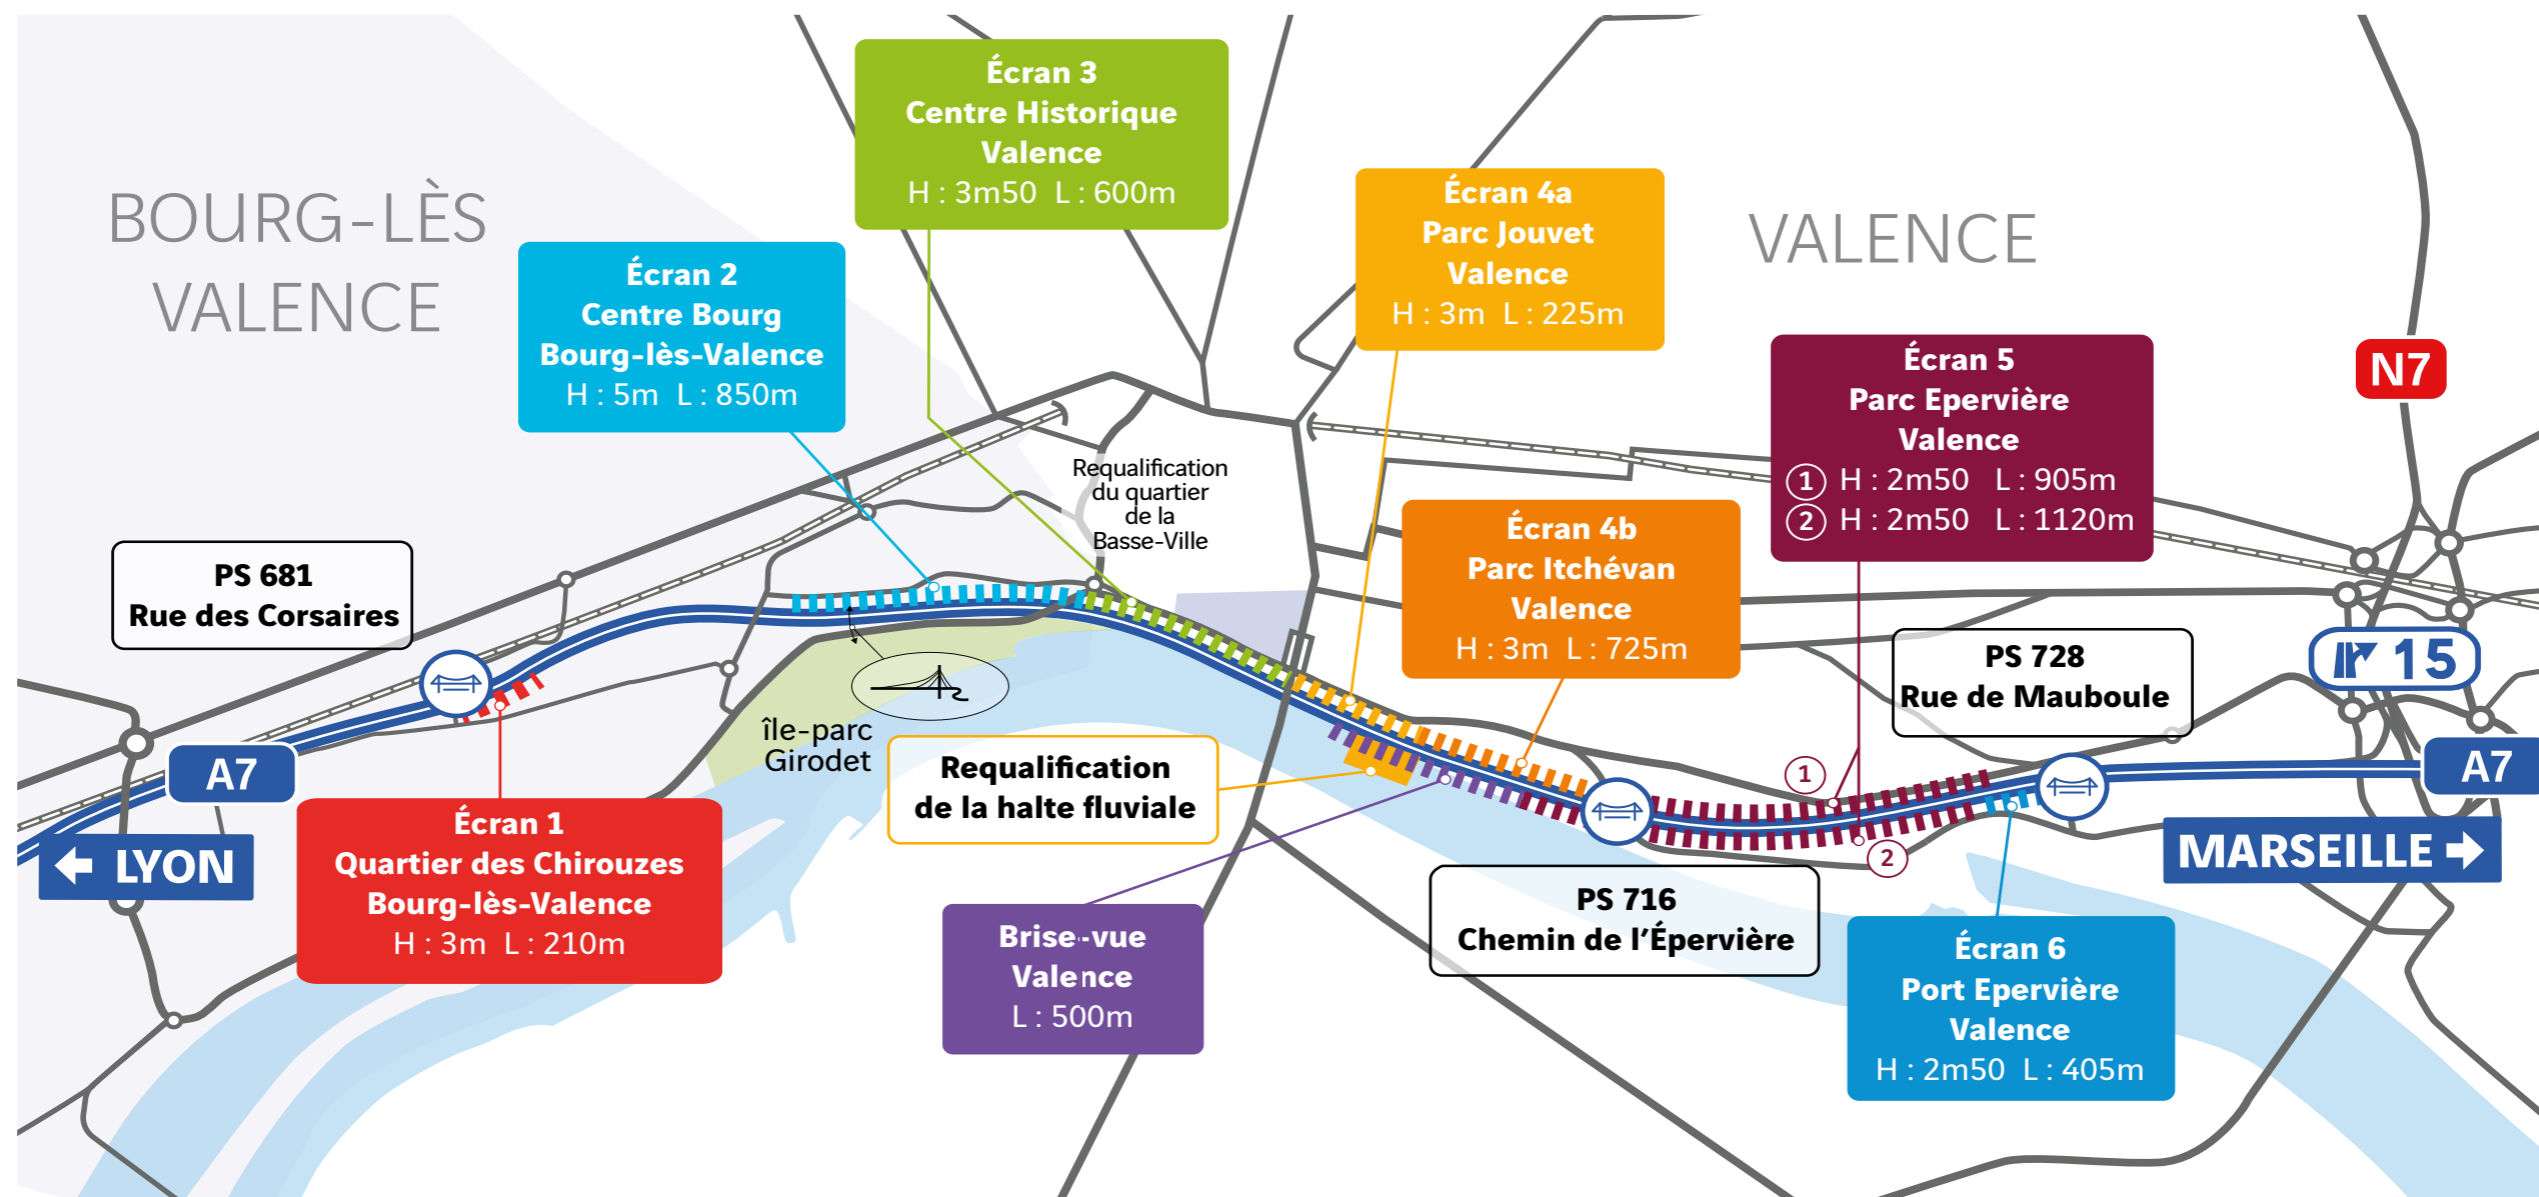 BOURG-LÈS
VALENCE
VALENCE
Écran 3
Centre Historique
Valence
H : 3m50 L : 600m
Écran 4a
Parc Jouvet
Valence
H : 3m L : 225m
Écran 2
Centre Bourg
Bourg-lès-Valence
H : 5m L : 850m
Écran 5
Parc Epervière
Valence
1 H : 2m50 L : 905m
2 H : 2m50 L : 1120m
N7
Requalification
du quartier
de la
Basse-Ville
Écran 4b
Parc Itchévan
Valence
H : 3m L : 725m
PS 681
Rue des Corsaires
PS 728
Rue de Mauboule
15
île-parc
Girodet
Requalification
de la halte fluviale
A7
A7
1
2
LYON
MARSEILLE
Écran 1
Quartier des Chirouzes
Bourg-lès-Valence
H : 3m L : 210m
Brise-vue
Valence
L : 500m
PS 716
Chemin de l’Épervière
Écran 6
Port Epervière
Valence
H : 2m50 L : 405m